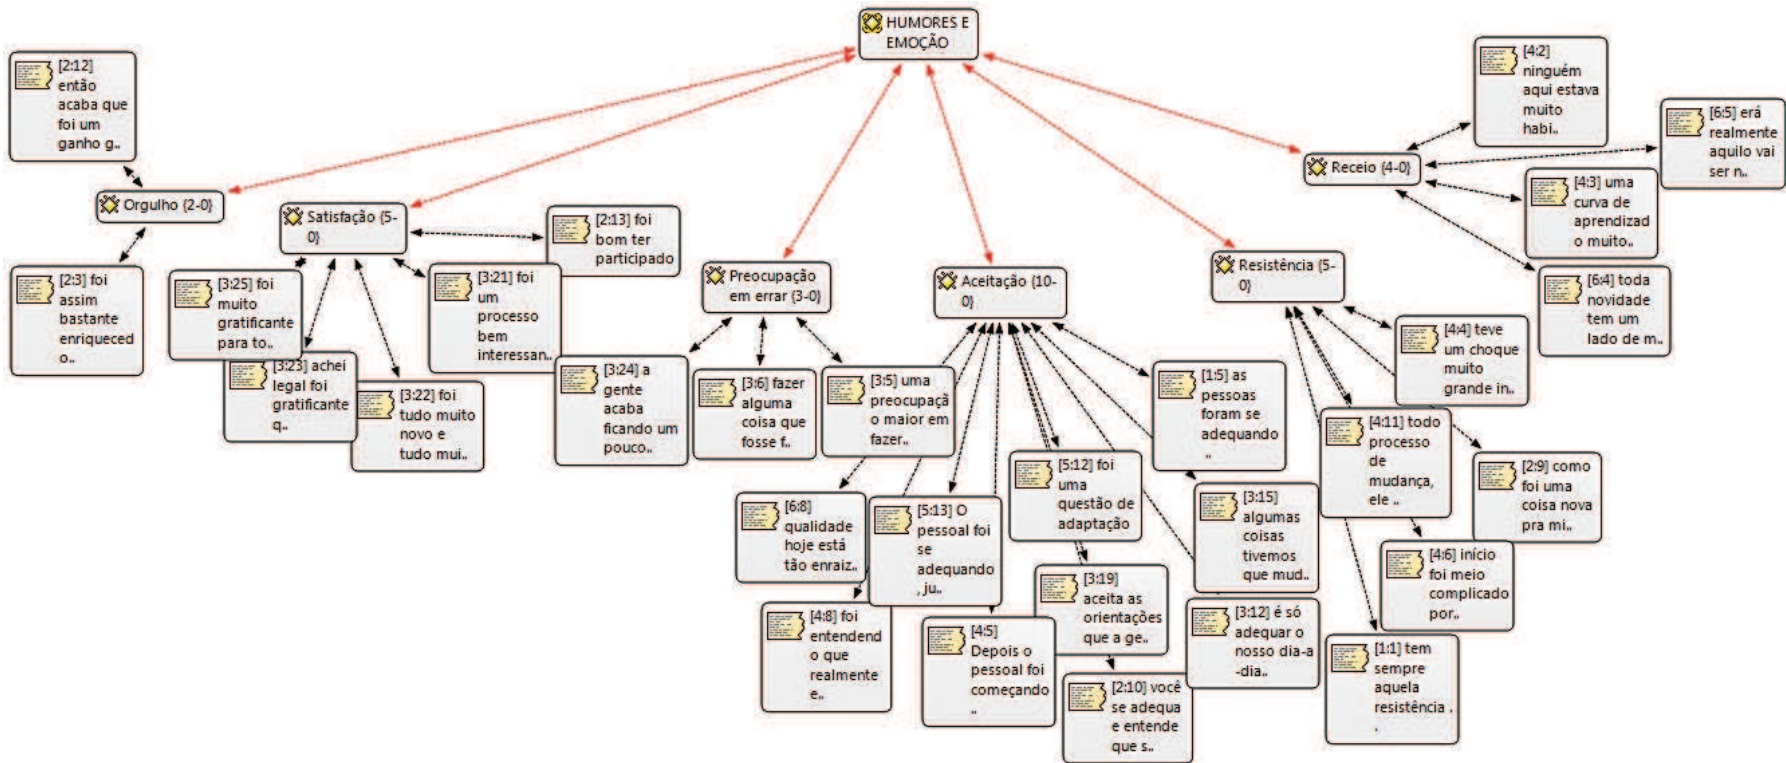 HUMORES E
EMOÇÃO
[2:12]
então
acaba que
foi um
ganho g..
Orgulho {2-0}
[2:3] foi
assim
bastante
enriqueced
o..
Satisfação {5-
0}
[2:13] foi
bom ter
participado
[3:25] foi
muito
gratificante
para to..
[3:23] achei
legal foi
gratificante
q..
[3:22] foi
tudo muito
novo e
tudo mui..
[3:21] foi
um
processo
bem
interessan..
Preocupação
em errar {3-0}
[3:24] a
gente
acaba
ficando um
pouco..
[3:6] fazer
alguma
coisa que
fosse f..
[3:5] uma
preocupaçã
o maior em
fazer..
Aceitação {10-
0}
[6:8]
qualidade
hoje está
tão enraiz..
[4:8] foi
entendend
o que
realmente
e..
[5:13] O
pessoal foi
se
adequando
, ju..
[4:5]
Depois o
pessoal foi
começando
..
[5:12] foi
uma
questão de
adaptação
[3:19]
aceita as
orientações
que a ge..
[2:10] você
se adequa
e entende
que s..
[1:5] as
pessoas
foram se
adequando
..
[3:15]
algumas
coisas
tivemos
que mud..
[3:12] é só
adequar o
nosso dia-a
-dia..
Resistência {5-
0}
[4:4] teve
um choque
muito
grande in..
[4:11] todo
processo
de
mudança,
ele ..
[2:9] como
foi uma
coisa nova
pra mi..
[4:6] início
foi meio
complicado
por..
[1:1] tem
sempre
aquela
resistência .
.
Receio {4-0}
[4:2]
ninguém
aqui estava
muito
habi..
[6:5] erá
realmente
aquilo vai
ser n..
[4:3] uma
curva de
aprendizad
o muito..
[6:4] toda
novidade
tem um
lado de m..